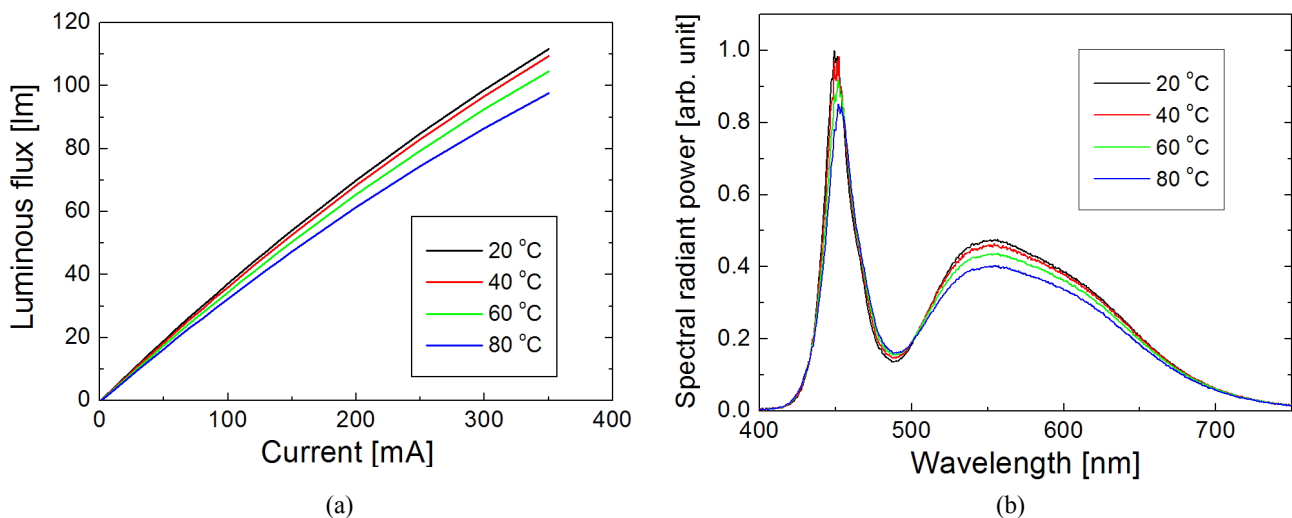 Luminous flux [lm]
120
100
80
60
40
20
0
0
100
200
300
400
Current [mA]
20 °C
40 °C
60 °C
80 °C
(a)
Spectral radiant power [arb. unit]
1.0
0.8
0.6
0.4
0.2
0.0
400
500
600
700
Wavelength [nm]
20 °C
40 °C
60 °C
80 °C
(b)